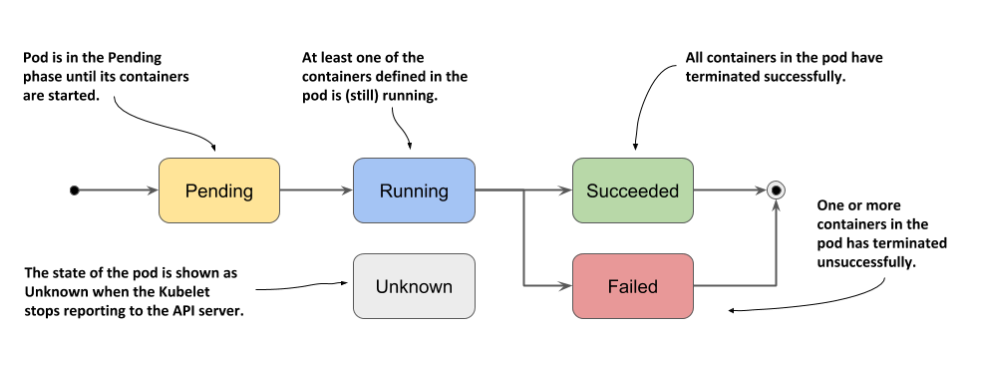 Pod is in the Pending
phase until its containers
are started.
At least one of the
containers defined in the
pod is (still) running.
All containers in the pod have
terminated successfully.
Pending
Running
Succeeded
One or more
containers in the
pod has terminated
unsuccessfully.
The state of the pod is shown as
Unknown when the Kubelet
stops reporting to the API server.
Unknown
Failed